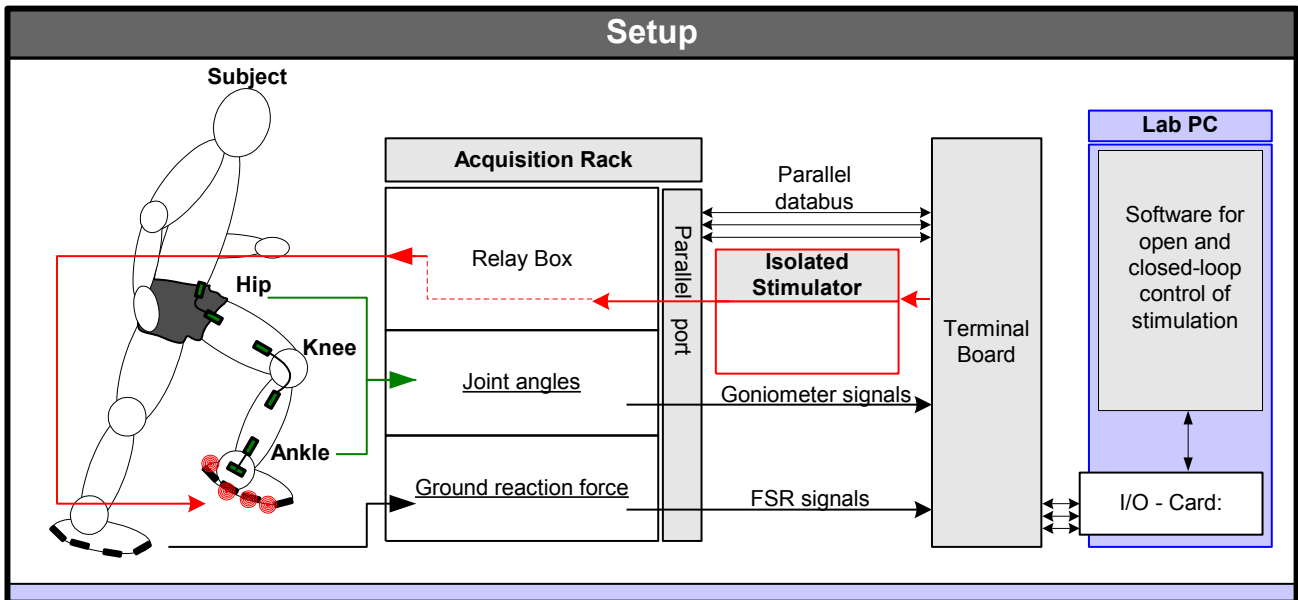 Setup
Subject
Hip
Knee
Ankle
Acquisition Rack
Relay Box
Joint angles
Ground reaction force
Parallel port
Parallel
databus
Isolated
Stimulator
Goniometer signals
FSR signals
Terminal
Board
Lab PC
Software for
open and
closed-loop
control of
stimulation
I/O - Card: